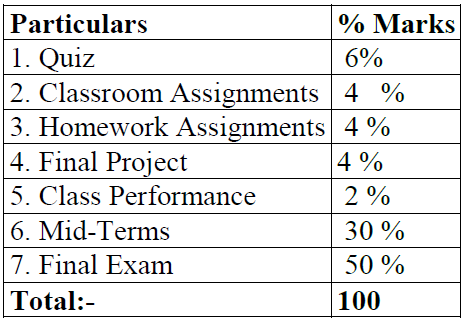 Particulars % Marks
1. Quiz 6%
2. Classroom Assignments 4 %
3. Homework Assignments 4 %
4. Final Project 4 %
5. Class Performance 2 %
6. Mid-Terms 30 %
7. Final Exam 50 %
Total:- 100